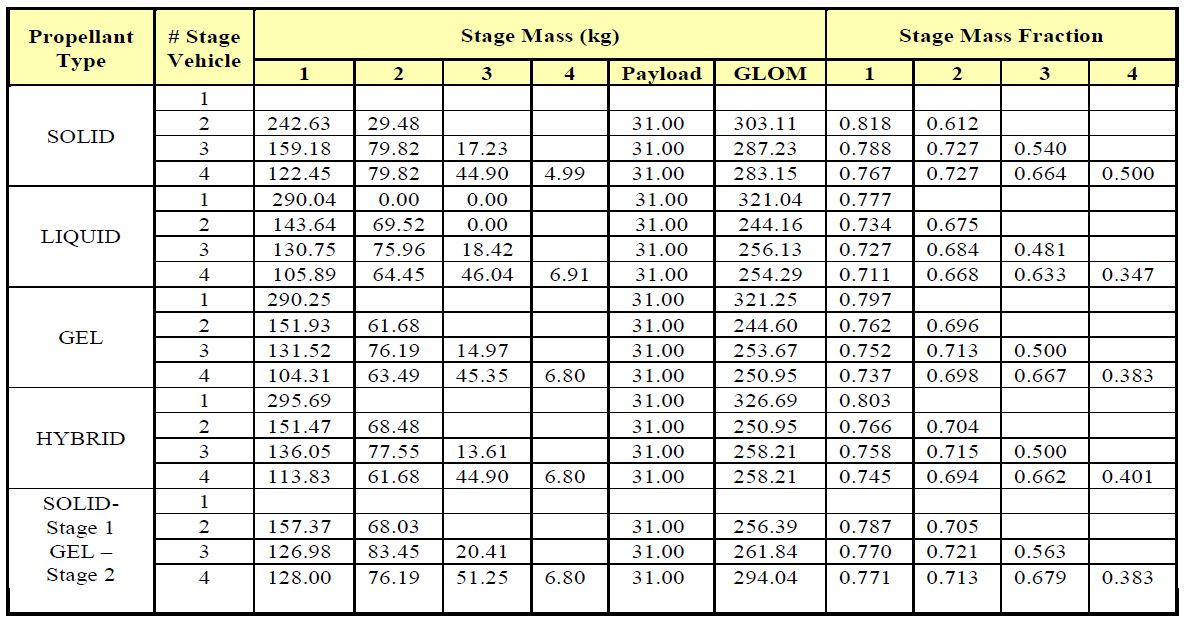 Propellant Type # Stage Vehicle Stage Mass (kg) Stage Mass Fraction
1 2 3 4 Payload GLOM 1 2 3 4
SOLID
1
2 242.63 29.48 31.00 303.11 0.818 0.612
3 159.18 79.82 17.23 31.00 287.23 0.788 0.727 0.540
4 122.45 79.82 44.90 4.99 31.00 283.15 0.767 0.727 0.664 0.500
LIQUID
1 290.04 0.00 0.00 31.00 321.04 0.777
2 143.64 69.52 0.00 31.00 244.16 0.734 0.675
3 130.75 75.96 18.42 31.00 256.13 0.727 0.684 0.481
4 105.89 64.45 46.04 6.91 31.00 254.29 0.711 0.668 0.633 0.347
GEL
1 290.25 31.00 321.25 0.797
2 151.93 61.68 31.00 244.60 0.762 0.696
3 131.52 76.19 14.97 31.00 253.67 0.752 0.713 0.500
4 104.31 63.49 45.35 6.80 31.00 250.95 0.737 0.698 0.667 0.383
HYBRID
1 295.69 31.00 326.69 0.803
2 151.47 68.48 31.00 250.95 0.766 0.704
3 136.05 77.55 13.61 31.00 258.21 0.758 0.715 0.500
4 113.83 61.68 44.90 6.80 31.00 258.21 0.745 0.694 0.662 0.401
SOLID-
Stage 1
GEL –
Stage 2
1
2 157.37 68.03 31.00 256.39 0.787 0.705
3 126.98 83.45 20.41 31.00 261.84 0.770 0.721 0.563
4 128.00 76.19 51.25 6.80 31.00 294.04 0.771 0.713 0.679 0.383